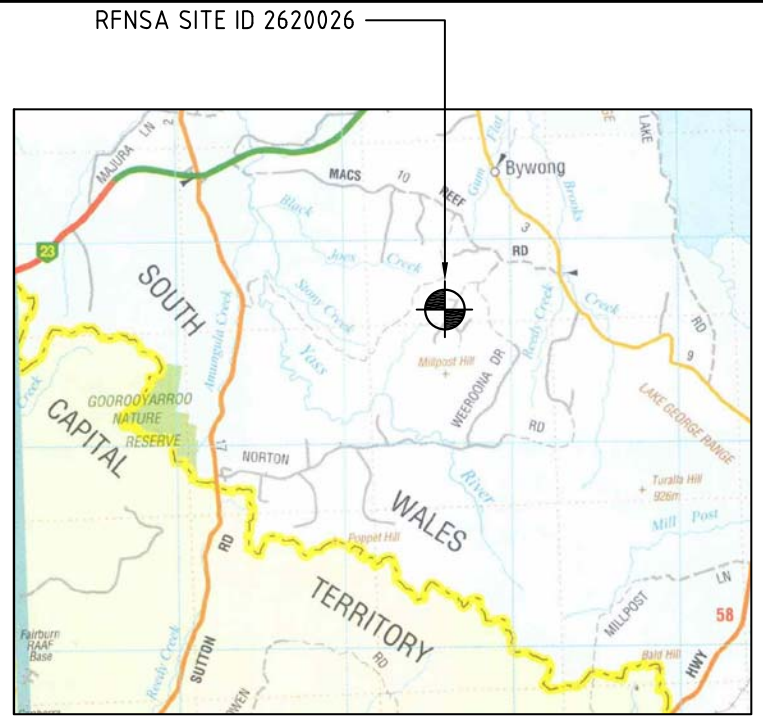 RFNSA SITE ID 2620026
MAJURA LN
2
MACS 10 REEF RD
Gum Flat
Bywong
Brooks Creek
LAKE RD
23
Black Joes Creek
3
SOUTH
Stony Creek
Amungula Creek
Yass River
Reedy Creek
Millpost Hill
WEEROONA DR
9
LAKE GEORGE RANGE
Creek
GOOROOYARROO
NATURE
RESERVE
CAPITAL
17
NORTON RD
WALES
Turalla Hill
926m
Mill Post
Poppet Hill
TERRITORY
SUTTON RD
MILLPOST LN
58
Fairburn
RAAF
Base
Reedy Creek
RD
Bald Hill
HWY